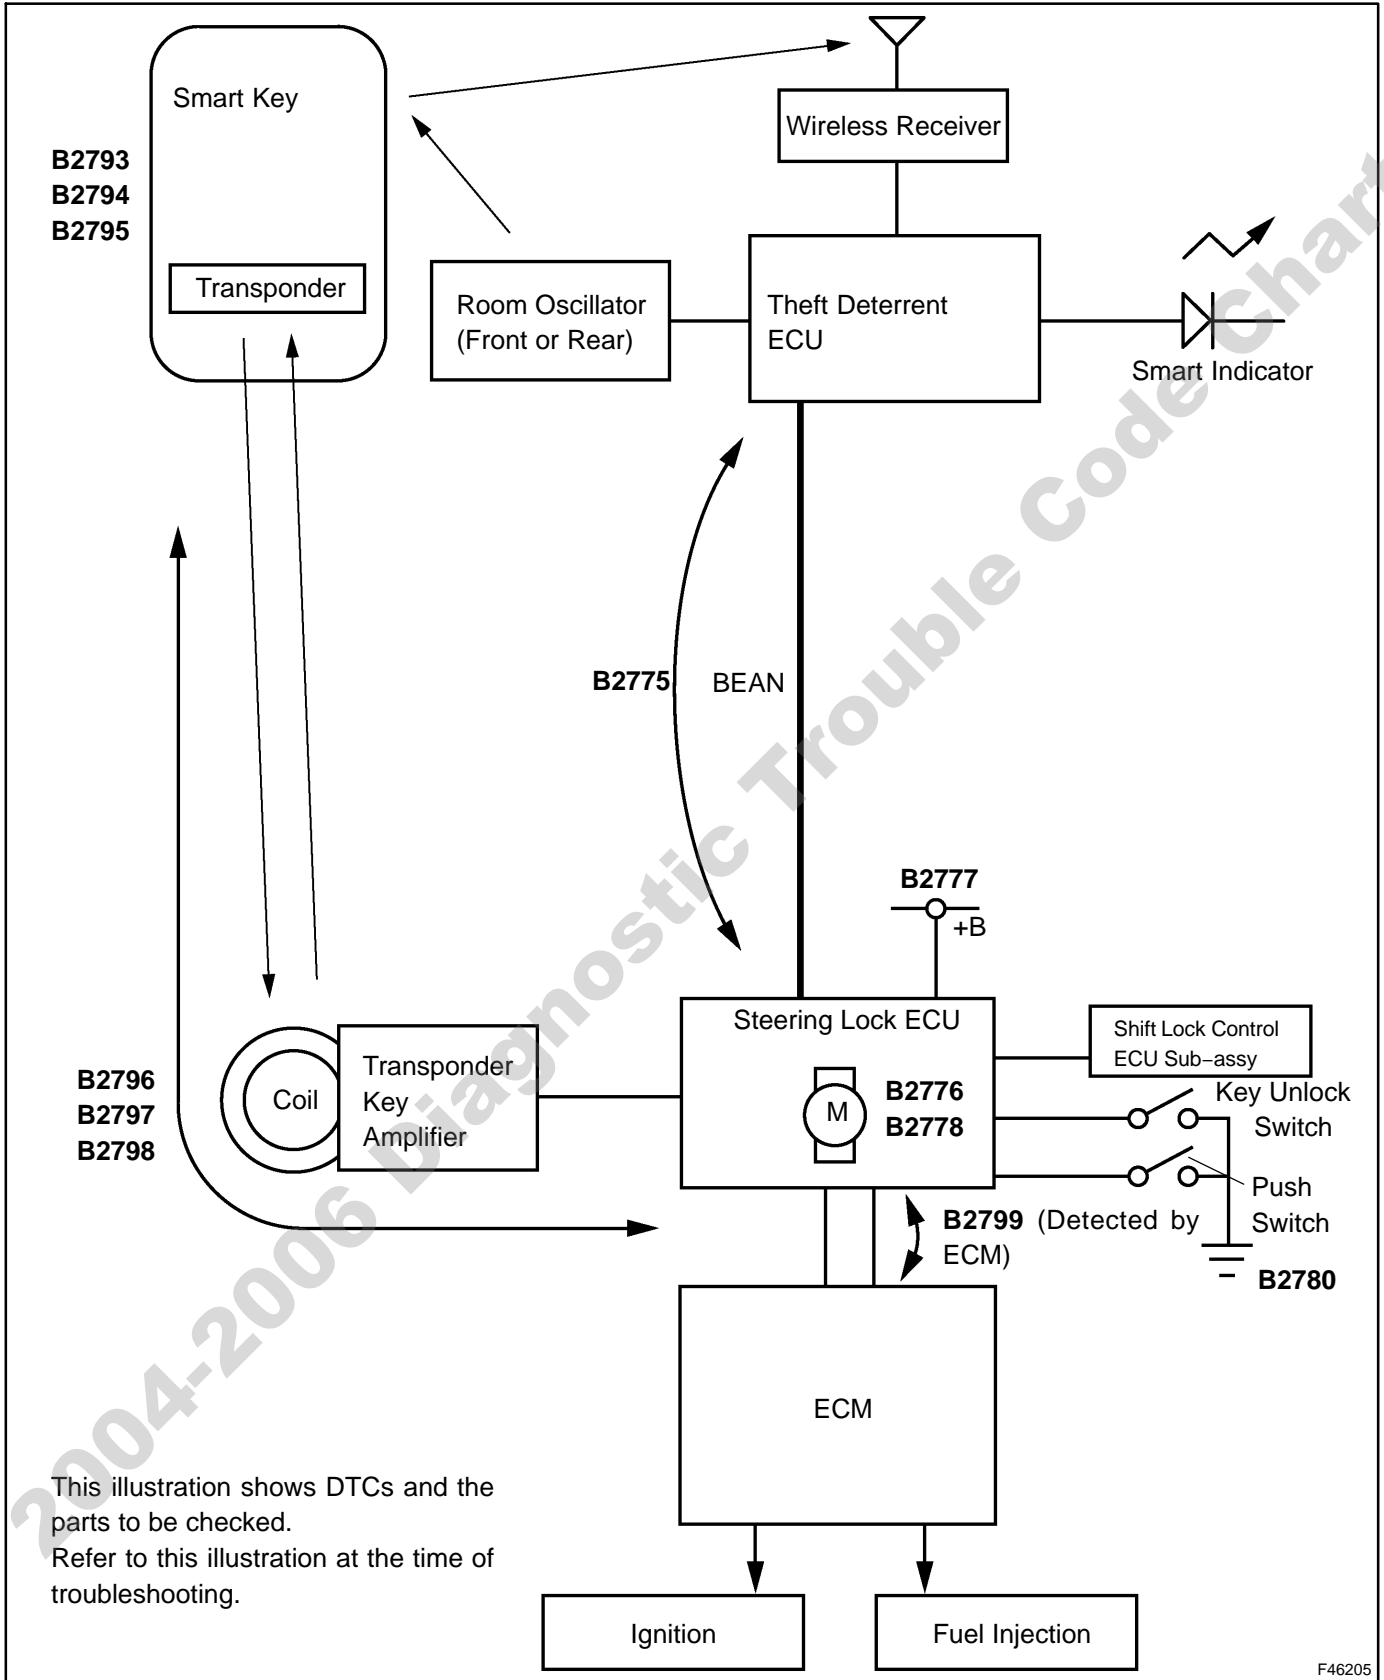 Smart Key
B2793
B2794
B2795
Transponder
Wireless Receiver
Room Oscillator
(Front or Rear)
Theft Deterrent
ECU
Smart Indicator
B2775
BEAN
B2777
+B
Steering Lock ECU
M
B2776
B2778
Shift Lock Control
ECU Sub-assy
Key Unlock
Switch
Push
Switch
B2780
Transponder
Key
Amplifier
Coil
B2796
B2797
B2798
B2799 (Detected by
ECM)
ECM
Ignition
Fuel Injection
This illustration shows DTCs and the
parts to be checked.
Refer to this illustration at the time of
troubleshooting.
F46205
2004-2006 Diagnostic Trouble Code Chart